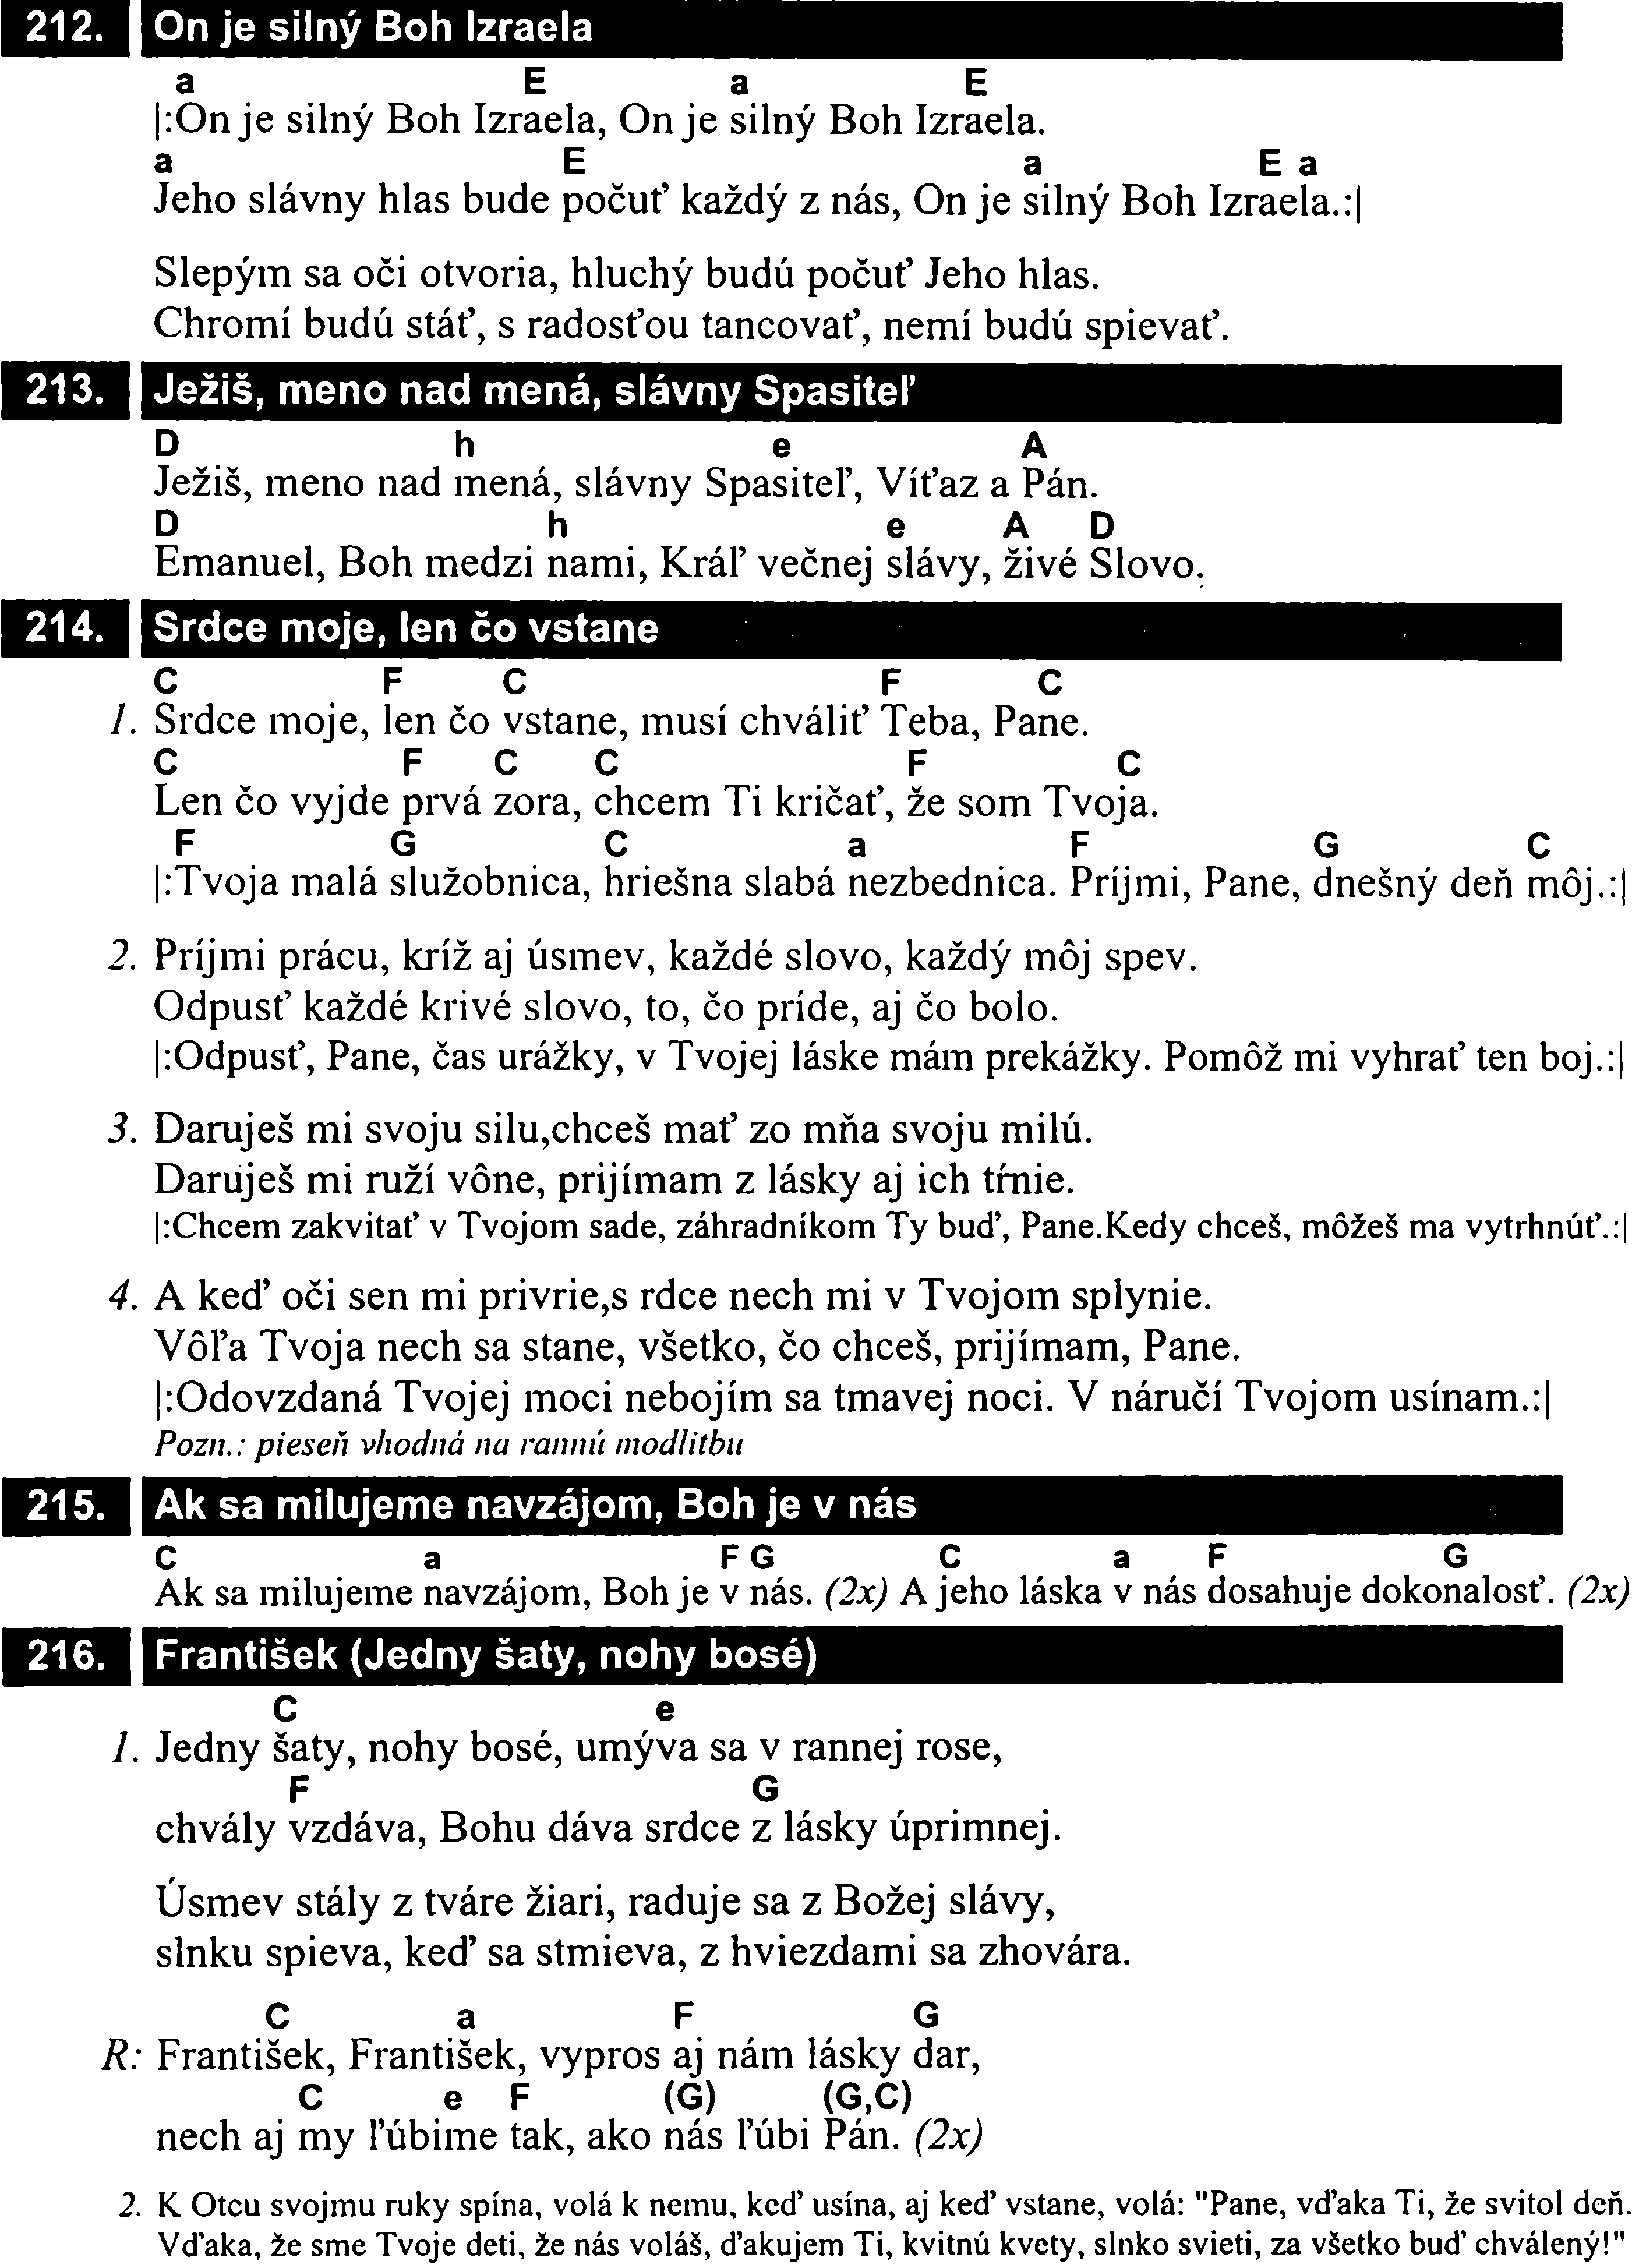 212. On je silný Boh Izraela
a E a E
|:On je silný Boh Izraela, On je silný Boh Izraela.
a E a E a
Jeho slávny hlas bude počuť každý z nás, On je silný Boh Izraela.:|
Slepým sa oči otvoria, hluchý budú počuť Jeho hlas.
Chromí budú stáť, s radosťou tancovať, nemí budú spievať.
213. Ježiš, meno nad mená, slávny Spasiteľ
D h e A
Ježiš, meno nad mená, slávny Spasiteľ, Víťaz a Pán.
D h e A D
Emanuel, Boh medzi nami, Kráľ večnej slávy, živé Slovo.
214. Srdce moje, len čo vstane
C F C F C
1. Srdce moje, len čo vstane, musí chváliť Teba, Pane.
C F C C F C
Len čo vyjde prvá zora, chcem Ti kričať, že som Tvoja.
F G C a F G C
|:Tvoja malá služobnica, hriešna slabá nezbednica. Príjmi, Pane, dnešný deň môj.:|
2. Príjmi prácu, kríž aj úsmev, každé slovo, každý môj spev.
Odpusť každé krivé slovo, to, čo príde, aj čo bolo.
|:Odpusť, Pane, čas urážky, v Tvojej láske mám prekážky. Pomôž mi vyhrať ten boj.:|
3. Daruješ mi svoju silu,chceš mať zo mňa svoju milú.
Daruješ mi ruží vône, prijímam z lásky aj ich tŕnie.
|:Chcem zakvitať v Tvojom sade, záhradníkom Ty buď, Pane.Kedy chceš, môžeš ma vytrhnúť.:|
4. A keď oči sen mi privrie,s rdce nech mi v Tvojom splynie.
Vôľa Tvoja nech sa stane, všetko, čo chceš, prijímam, Pane.
|:Odovzdaná Tvojej moci nebojím sa tmavej noci. V náručí Tvojom usínam.:|
Pozn.: pieseň vhodná na rannú modlitbu
215. Ak sa milujeme navzájom, Boh je v nás
C a F G C a F G
Ak sa milujeme navzájom, Boh je v nás. (2x) A jeho láska v nás dosahuje dokonalosť. (2x)
216. František (Jedny šaty, nohy bosé)
C e
1. Jedny šaty, nohy bosé, umýva sa v rannej rose,
F G
chvály vzdáva, Bohu dáva srdce z lásky úprimnej.
Úsmev stály z tváre žiari, raduje sa z Božej slávy,
slnku spieva, keď sa stmieva, z hviezdami sa zhovára.
C a F G
R: František, František, vypros aj nám lásky dar,
C e F (G) (G,C)
nech aj my ľúbime tak, ako nás ľúbi Pán. (2x)
2. K Otcu svojmu ruky spína, volá k nemu, keď usína, aj keď vstane, volá: "Pane, vďaka Ti, že svitol deň.
Vďaka, že sme Tvoje deti, že nás voláš, ďakujem Ti, kvitnú kvety, slnko svieti, za všetko buď chválený!"